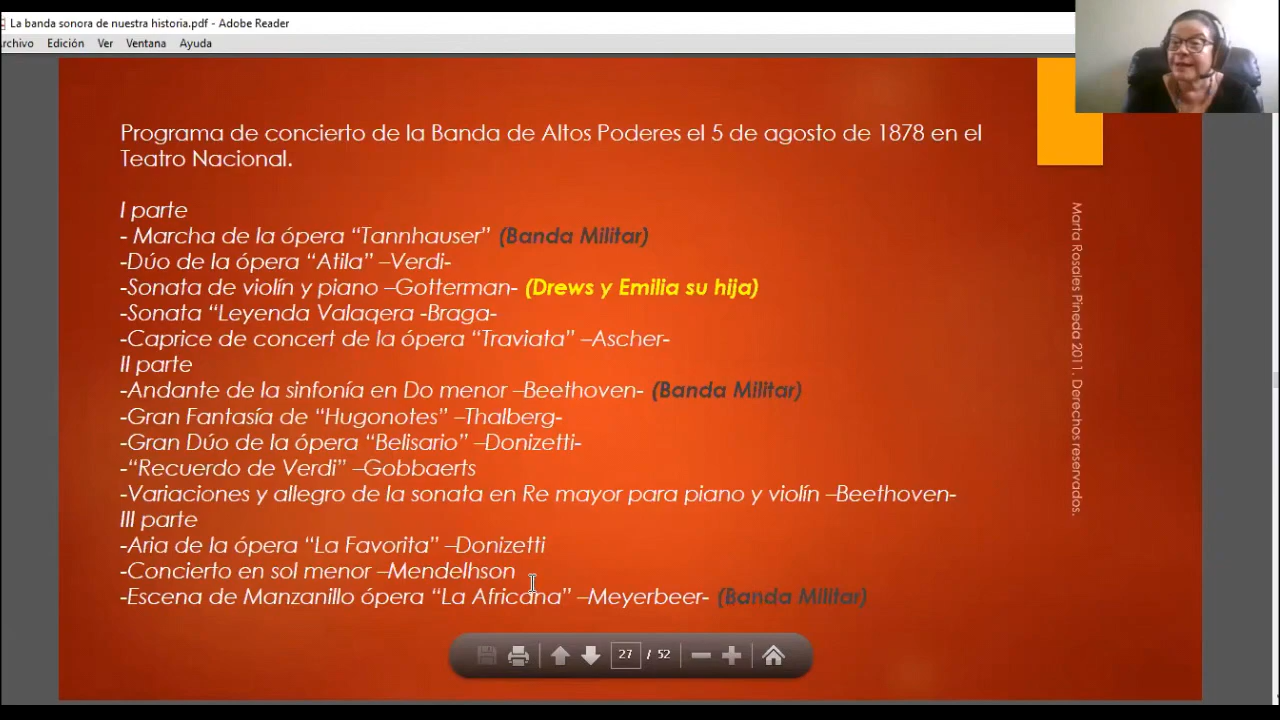 La banda sonora de nuestra historia.pdf - Adobe Reader
rchivo Edición Ver Ventana Ayuda
Programa de concierto de la Banda de Altos Poderes el 5 de agosto de 1878 en el
Teatro Nacional.
I parte
- Marcha de la ópera “Tannhauser” (Banda Militar)
-Dúo de la ópera “Atila” –Verdi-
-Sonata de violín y piano –Gotterman- (Drews y Emilia su hija)
-Sonata “Leyenda Valaqera -Braga-
-Caprice de concert de la ópera “Traviata” –Ascher-
II parte
-Andante de la sinfonía en Do menor –Beethoven- (Banda Militar)
-Gran Fantasía de “Hugonotes” –Thalberg-
-Gran Dúo de la ópera “Belisario” –Donizetti-
-“Recuerdo de Verdi” –Gobbaerts
-Variaciones y allegro de la sonata en Re mayor para piano y violín –Beethoven-
III parte
-Aria de la ópera “La Favorita” –Donizetti
-Concierto en sol menor –Mendelhson
-Escena de Manzanillo ópera “La Africana” –Meyerbeer- (Banda Militar)
Marta Rosales Pineda 2011. Derechos reservados.
27 / 52